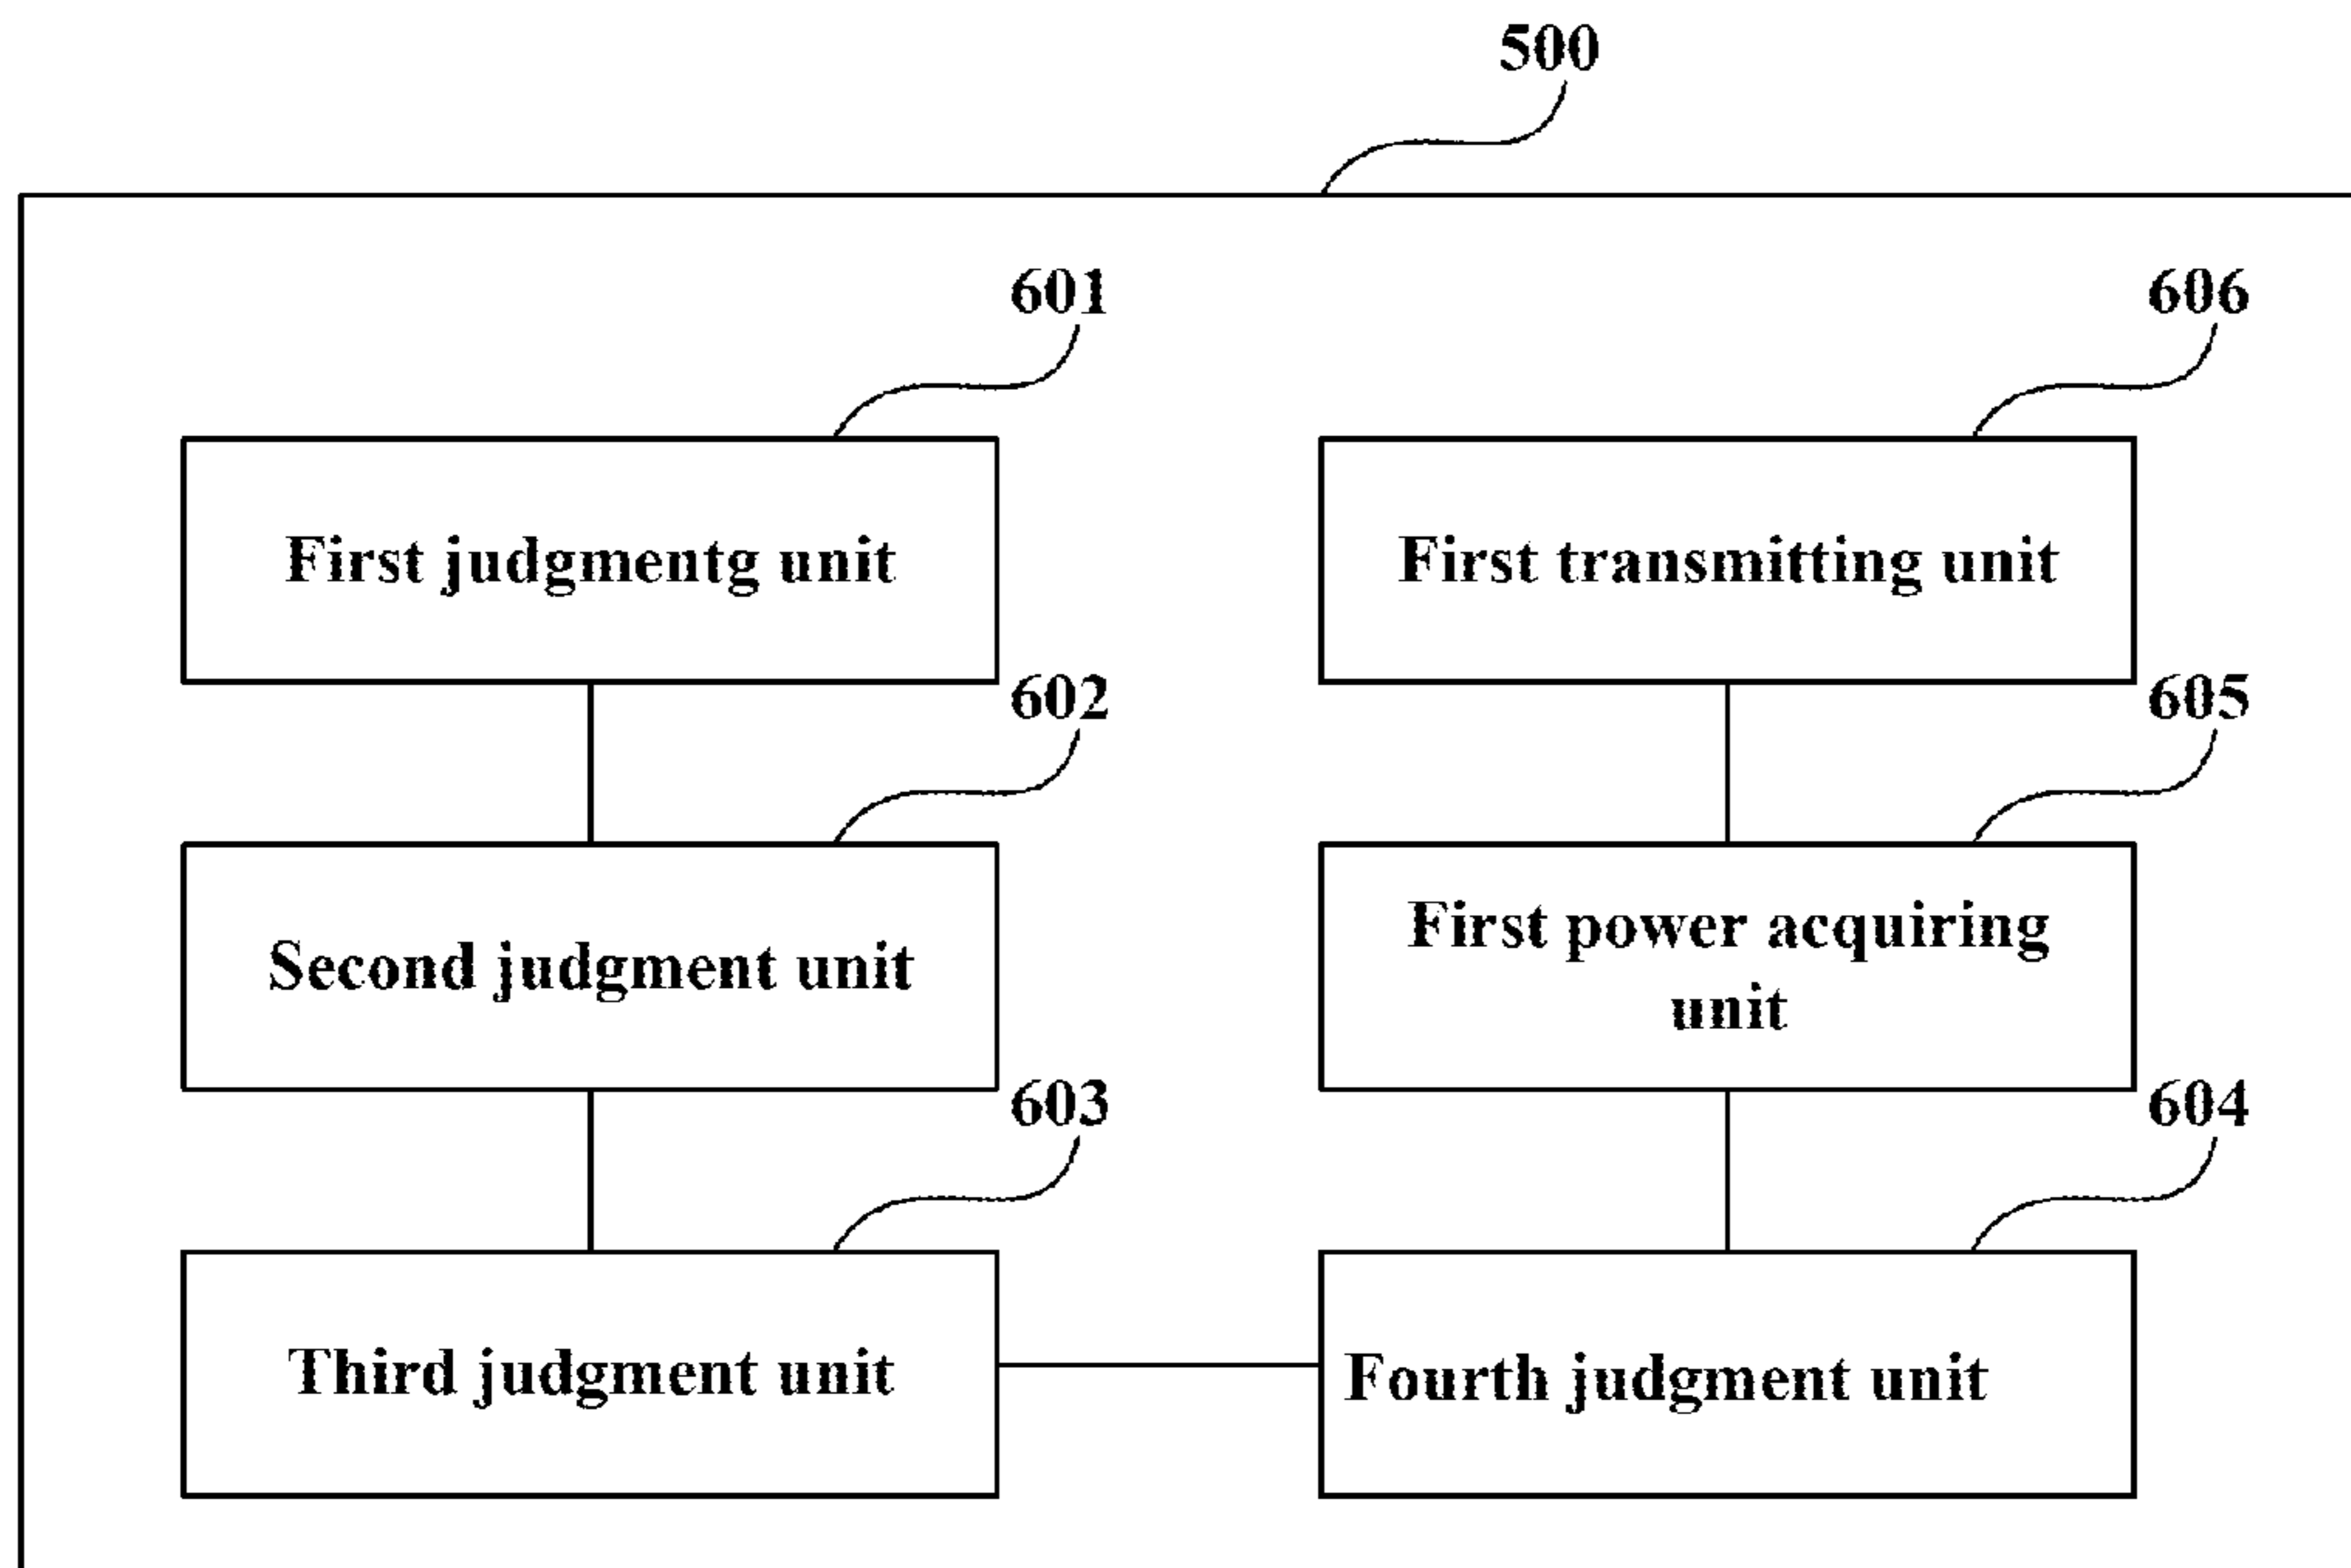 500
601
606
First judgmentg unit
First transmitting unit
602
605
Second judgment unit
First power acquiring
unit
603
604
Third judgment unit
Fourth judgment unit